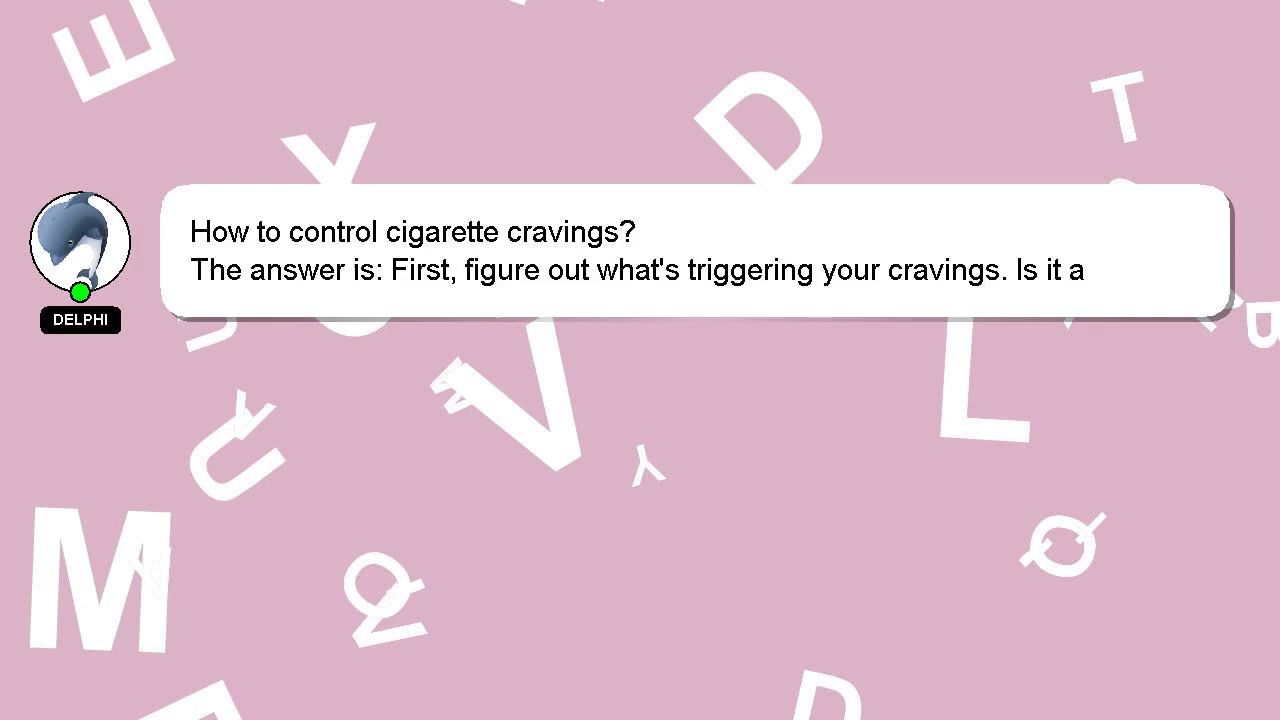 How to control cigarette cravings?
The answer is: First, figure out what's triggering your cravings. Is it a
DELPHI
E
Y
D
T
U
V
L
B
U
Y
Y
M
Q
Q
Z
D